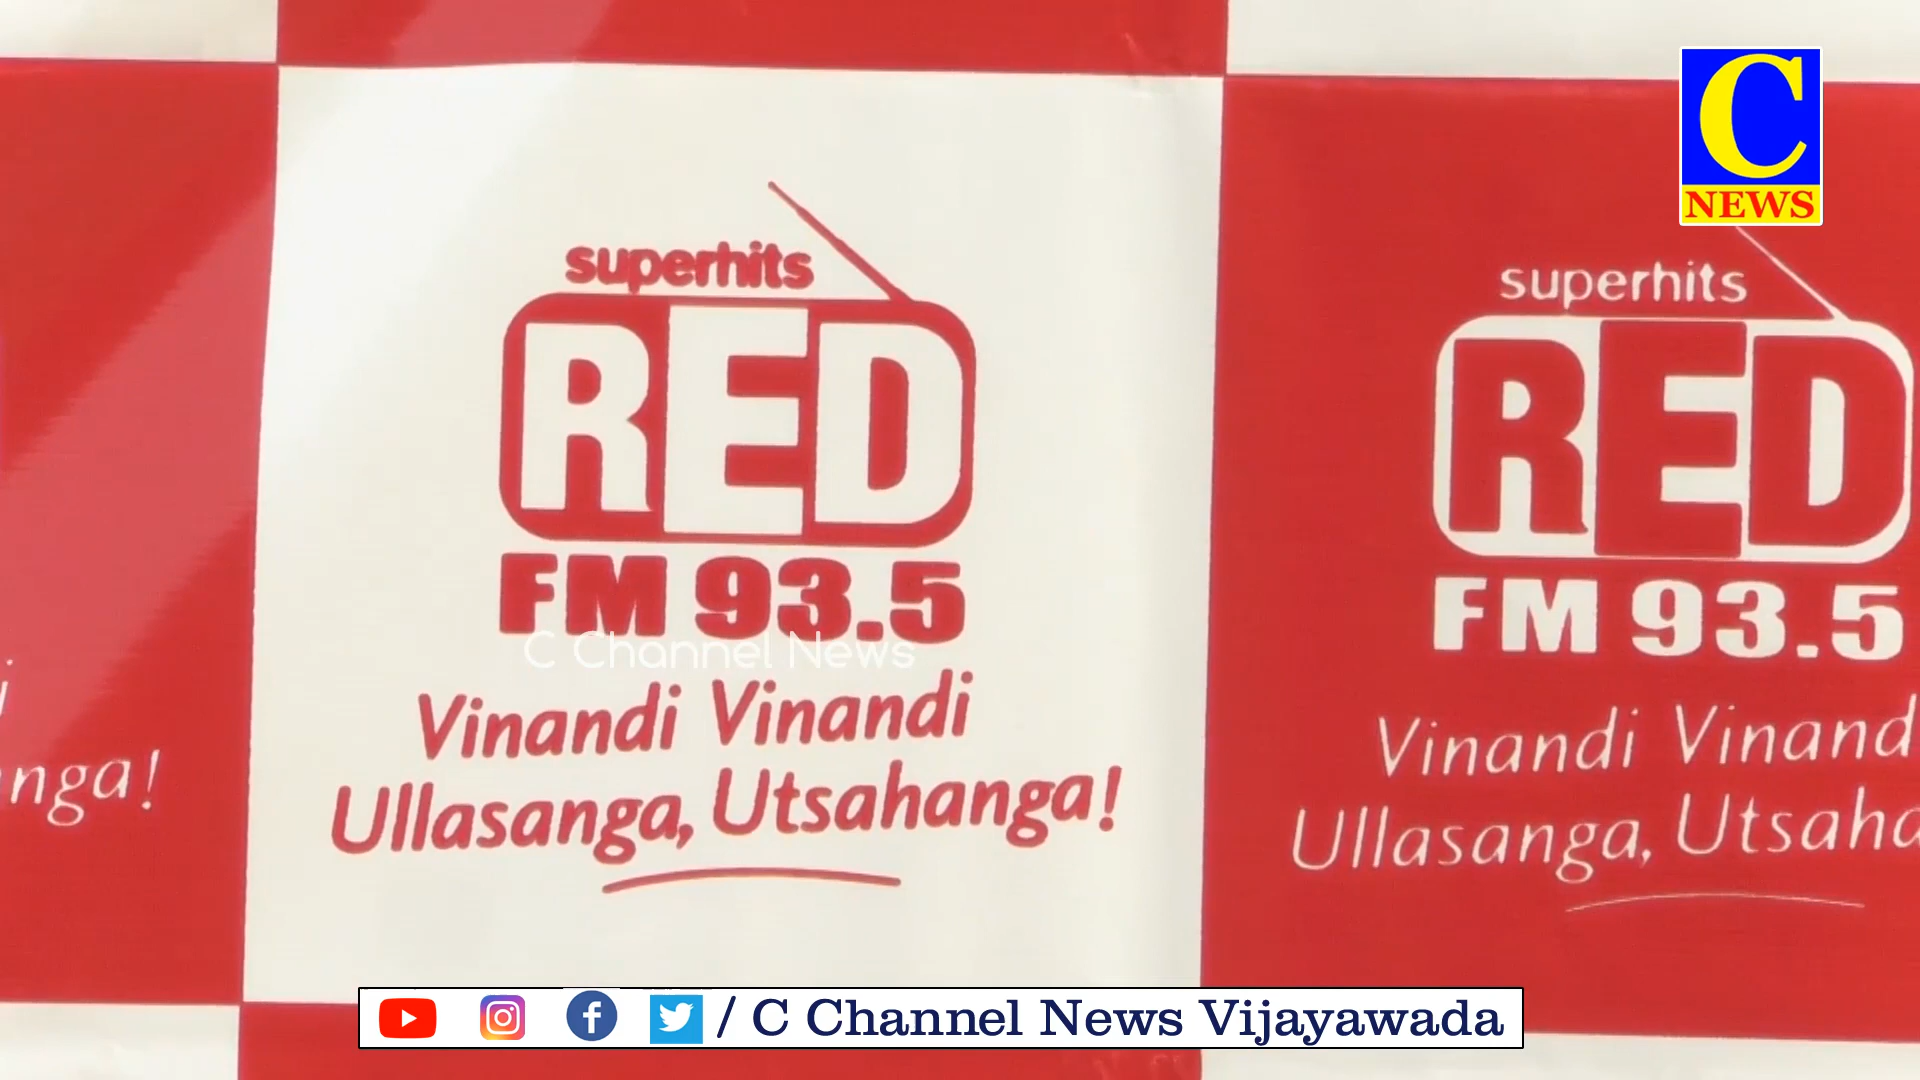 C
NEWS
superhits
RED
FM 93.5
C Channel News
Vinandi Vinandi
Ullasanga, Utsahanga!
superhits
RED
FM 93.5
Vinandi Vinand
Ullasanga, Utsaha
nga!
/ C Channel News Vijayawada